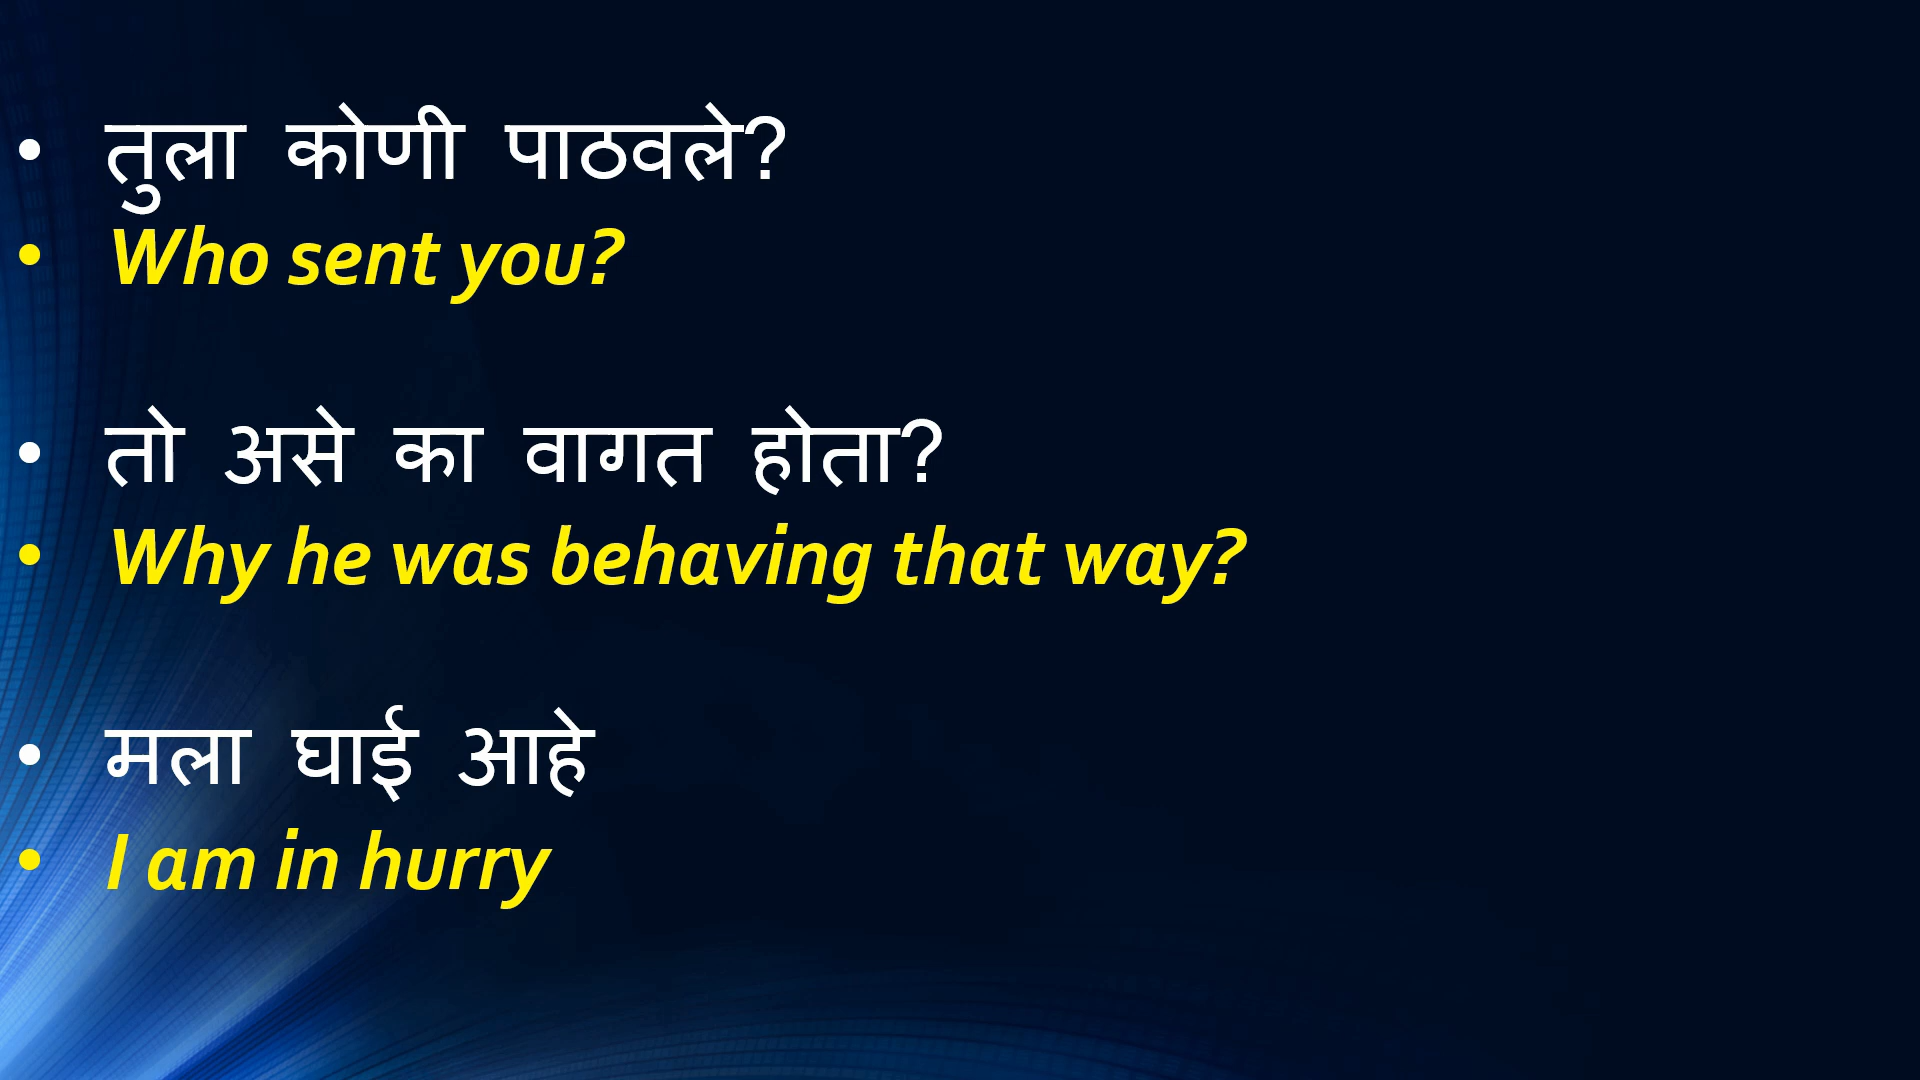 • तुला कोणी पाठवले?
• Who sent you?
• तो असे का वागत होता?
• Why he was behaving that way?
• मला घाई आहे
• I am in hurry